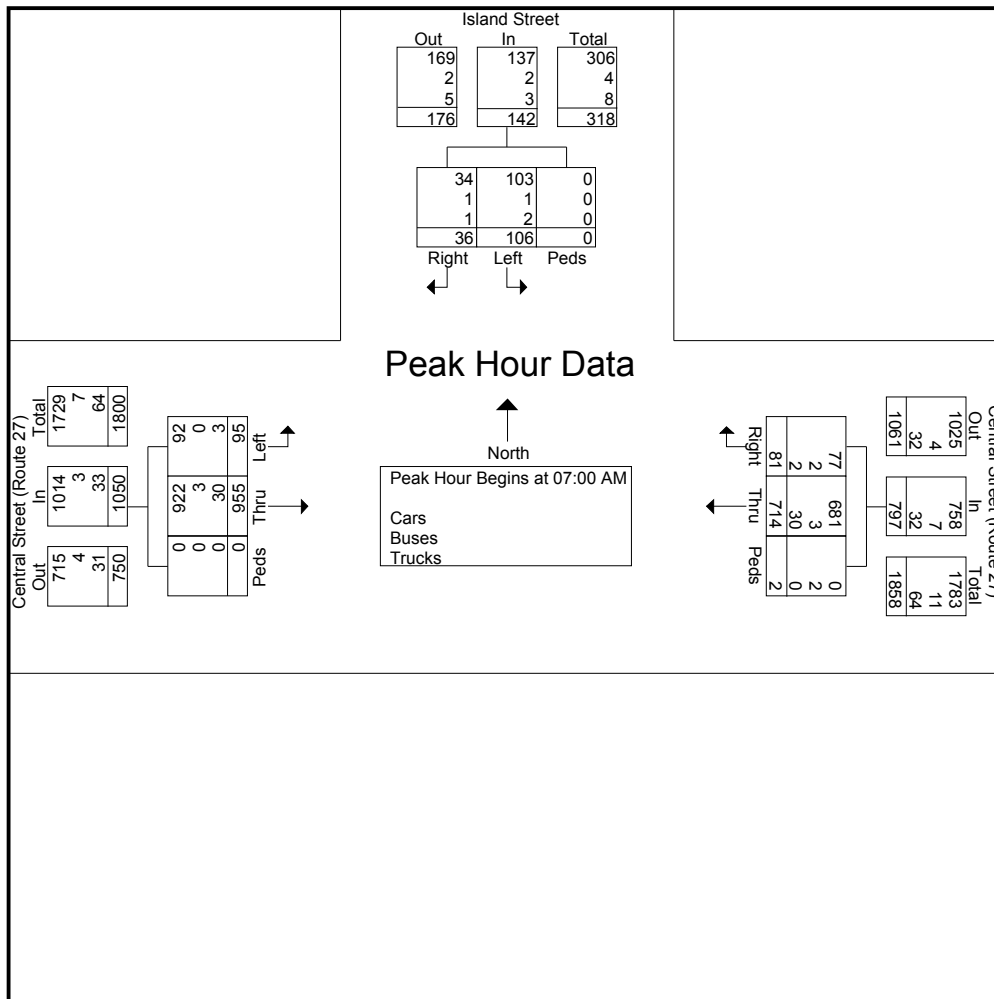 Island Street
Out In Total
169 137 306
2 2 4
5 3 8
176 142 318
34 103 0
1 1 0
1 2 0
36 106 0
Right Left Peds
Peak Hour Data
North
Peak Hour Begins at 07:00 AM
Cars
Buses
Trucks
Central Street (Route 27)
Out In Total
715 1014 1729
4 3 7
31 33 64
750 1050 1800
Peds Thru Left
0 922 92
0 3 0
0 30 3
0 955 95
Central Street (Route 27)
Out In Total
1025 758 1783
4 7 11
32 32 64
1061 797 1858
77 681 0
2 3 2
2 30 0
81 714 2
Right Thru Peds